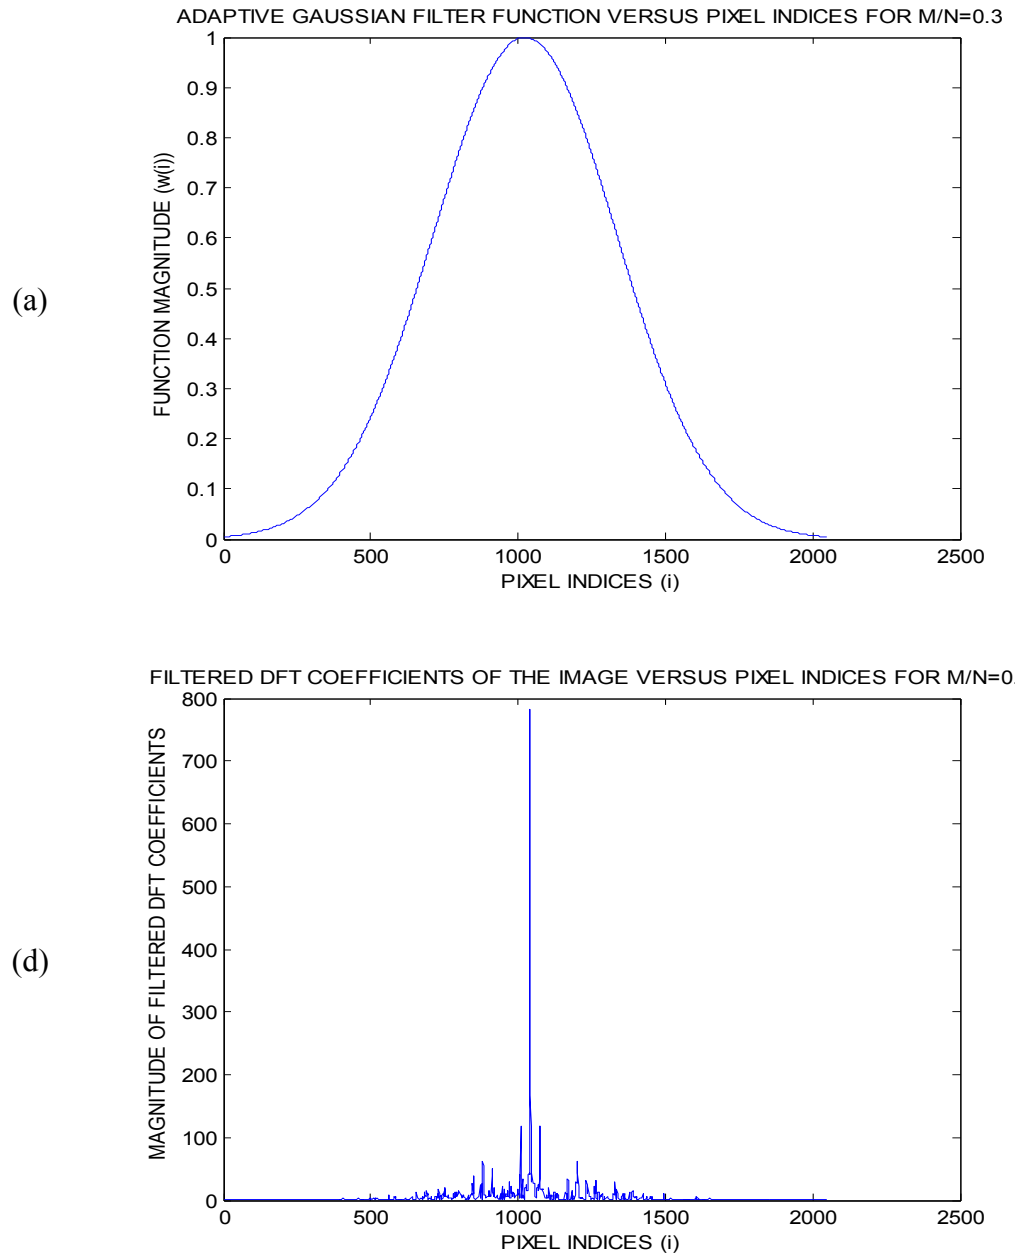 ADAPTIVE GAUSSIAN FILTER FUNCTION VERSUS PIXEL INDICES FOR M/N=0.3
1
0.9
0.8
0.7
0.6
0.5
0.4
0.3
0.2
0.1
0
FUNCTION MAGNITUDE (w(i))
(a)
0 500 1000 1500 2000 2500
PIXEL INDICES (i)
FILTERED DFT COEFFICIENTS OF THE IMAGE VERSUS PIXEL INDICES FOR M/N=0.
800
700
600
500
400
300
200
100
0
MAGNITUDE OF FILTERED DFT COEFFICIENTS
(d)
0 500 1000 1500 2000 2500
PIXEL INDICES (i)